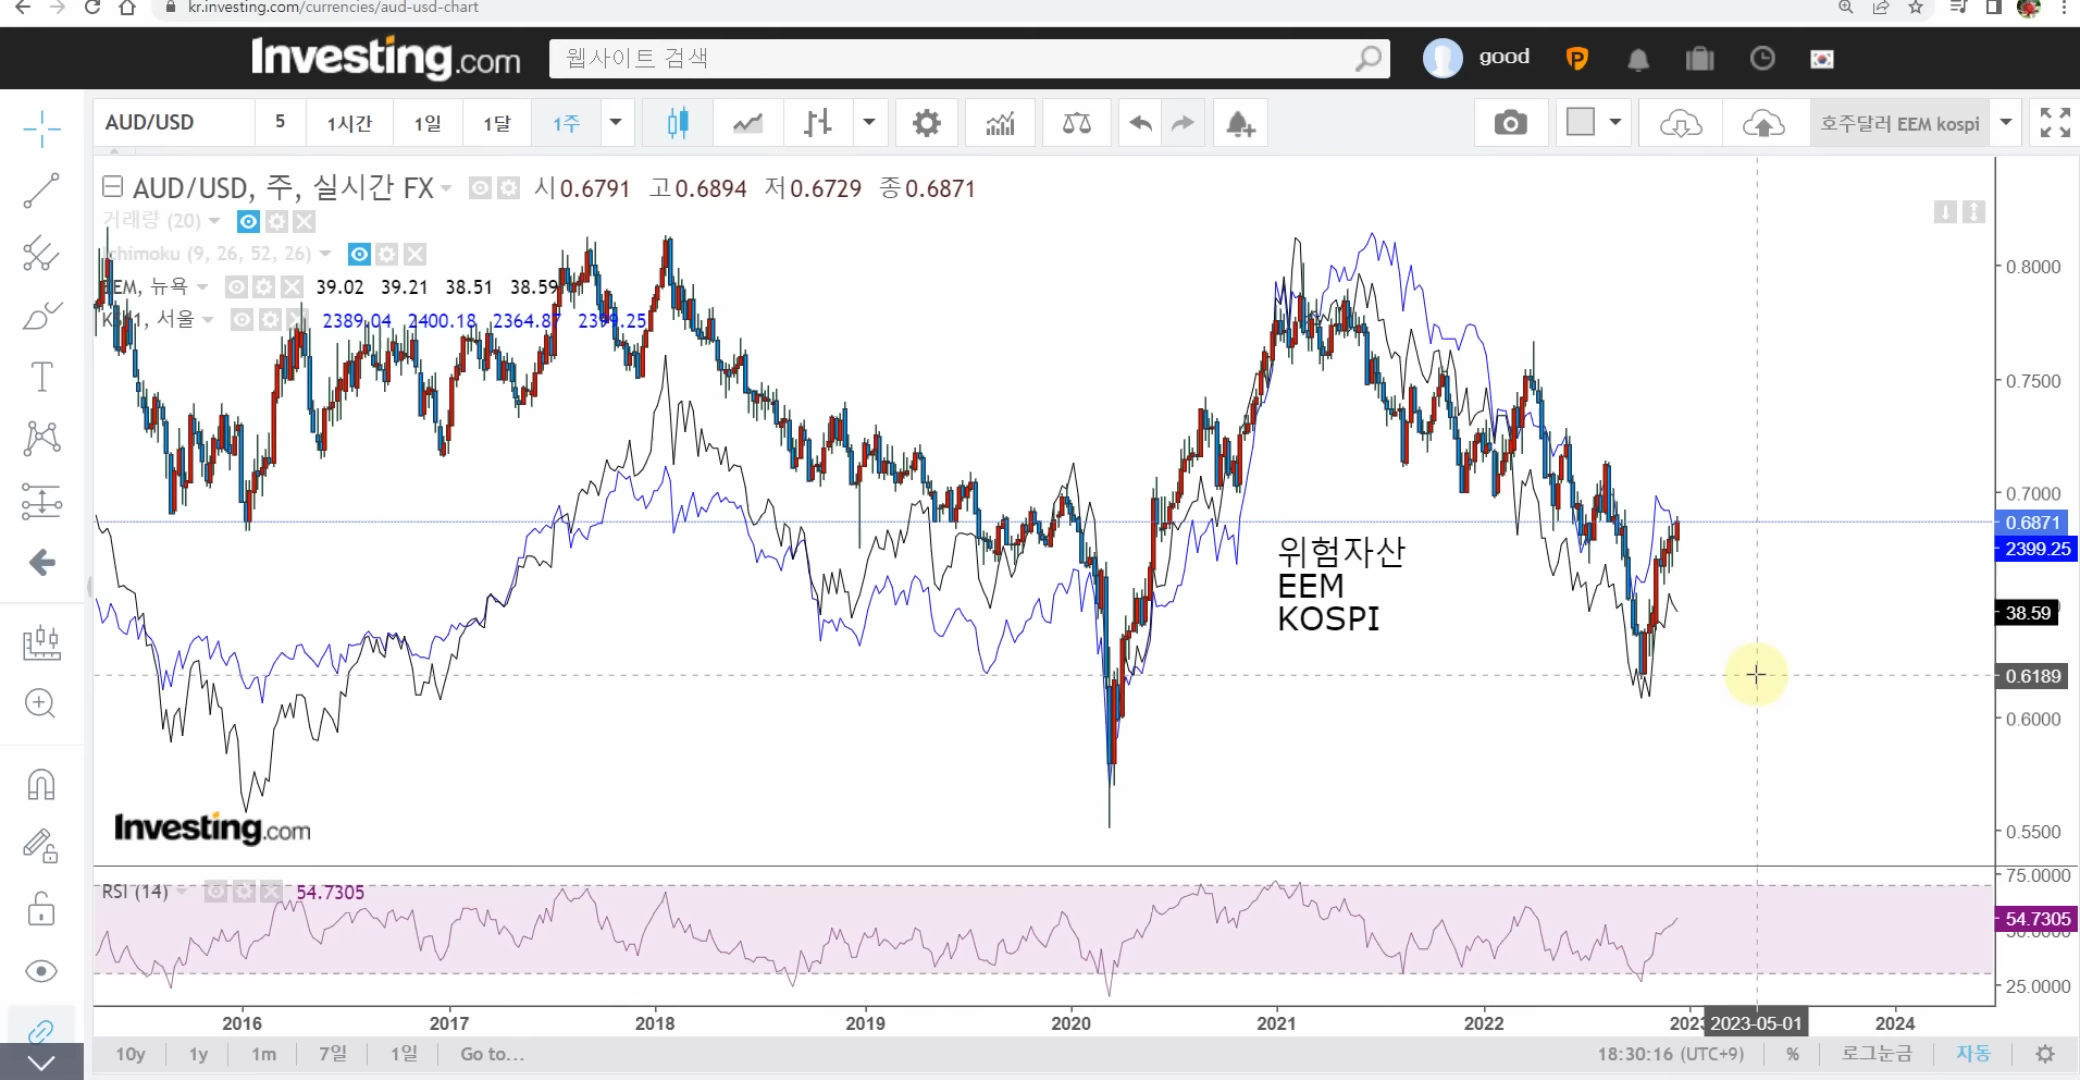 kr.investing.com/currencies/aud-usd-chart
Investing.com 웹사이트 검색 good
AUD/USD 5 1시간 1일 1달 1주 호주달러 EEM kospi
AUD/USD, 주, 실시간 FX 시0.6791 고0.6894 저0.6729 종0.6871
거래량 (20)
Ichimoku (9, 26, 52, 26)
EEM, 뉴욕 39.02 39.21 38.51 38.59
서울 2389.04 2400.18 2364.87 2399.25
0.8000
0.7500
0.7000
0.6871
2399.25
위험자산
EEM
KOSPI
38.59
0.6189
0.6000
Investing.com
0.5500
RSI (14) 54.7305
75.0000
54.7305
25.0000
2016 2017 2018 2019 2020 2021 2022 2023-05-01 2024
10y 1y 1m 7일 1일 Go to... 18:30:16 (UTC+9) % 로그눈금 자동